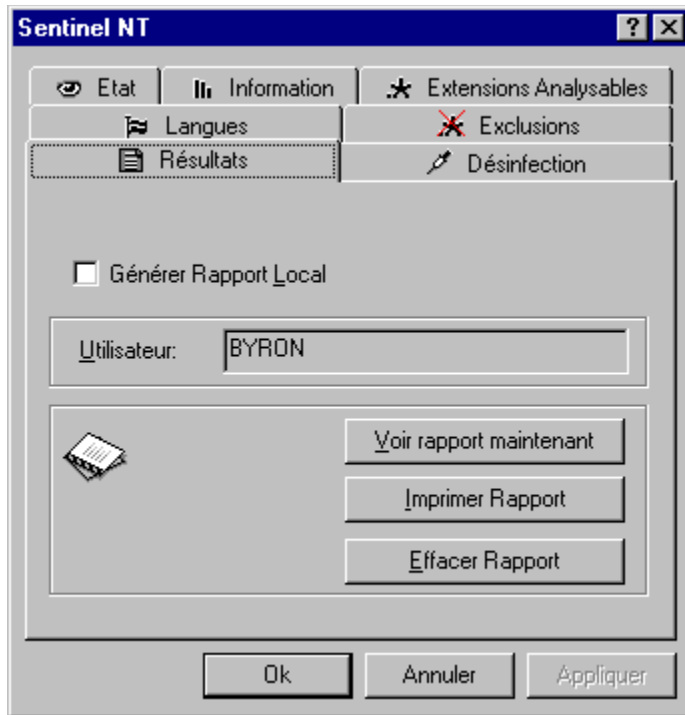 Sentinel NT
Etat Information Extensions Analysables
Langues Exclusions
Résultats Désinfection
Générer Rapport Local
Utilisateur: BYRON
Voir rapport maintenant
Imprimer Rapport
Effacer Rapport
Ok Annuler Appliquer